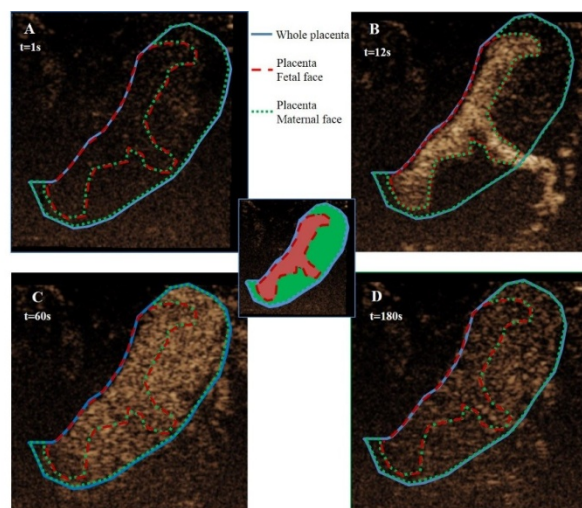 A
t=1s
Whole placenta
Placenta
Fetal face
Placenta
Maternal face
B
t=12s
C
t=60s
D
t=180s